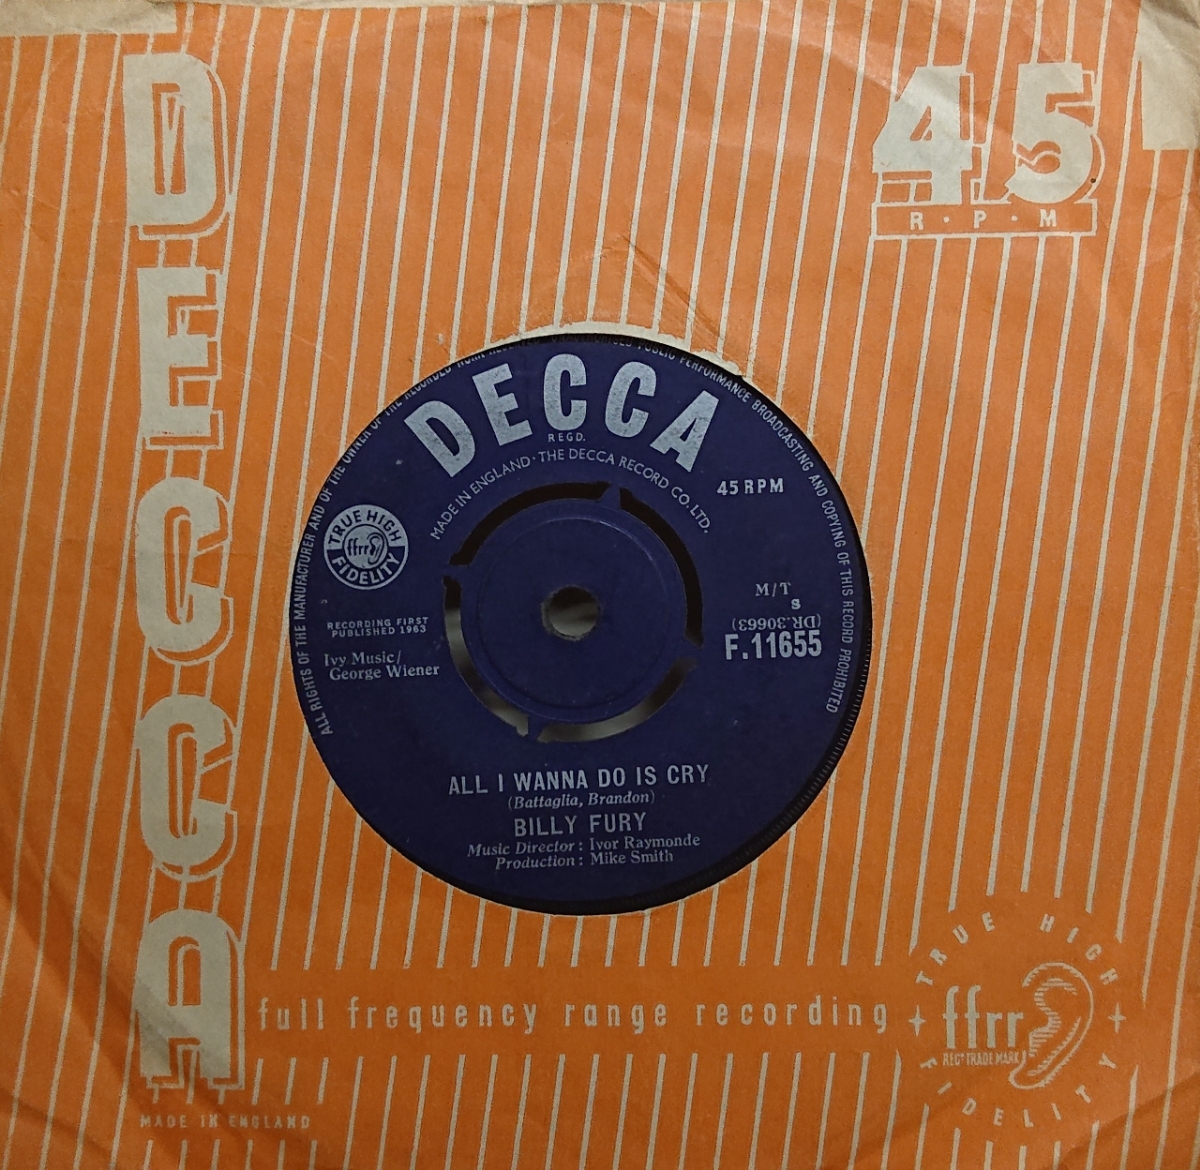 DECCA
45
R·P·M
ALL RIGHTS OF THE MANUFACTURER AND OF THE OWNER OF THE RECORDED WORK PUBLIC PERFORMANCE BROADCASTING AND COPYING OF THIS RECORD PROHIBITED
DECCA
REGD.
MADE IN ENGLAND · THE DECCA RECORD CO. LTD.
45 RPM
TRUE HIGH
ffrr
FIDELITY
RECORDING FIRST
PUBLISHED 1963
Ivy Music/
George Wiener
M/T
s
(DR.30663)
F.11655
ALL I WANNA DO IS CRY
(Battaglia, Brandon)
BILLY FURY
Music Director: Ivor Raymonde
Production: Mike Smith
full frequency range recording
TRUE HIGH
ffrr
REGD TRADE MARK
FIDELITY
MADE IN ENGLAND